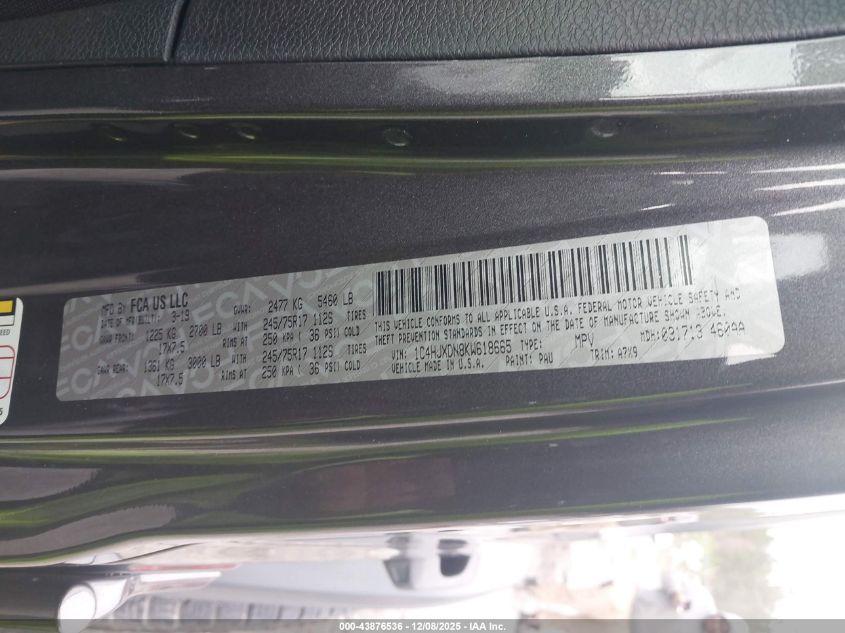 MFD BY FCA US LLC
DATE OF MFR(BUILT): 3-19
GVWR: 2477 KG 5460 LB
GAWR FRONT: 1225 KG 2700 LB WITH 245/75R17 112S TIRES
17X7.5 RIMS AT 250 KPA ( 36 PSI) COLD
GAWR REAR: 1361 KG 3000 LB WITH 245/75R17 112S TIRES
17X7.5 RIMS AT 250 KPA ( 36 PSI) COLD
THIS VEHICLE CONFORMS TO ALL APPLICABLE U.S.A. FEDERAL MOTOR VEHICLE SAFETY AND
THEFT PREVENTION STANDARDS IN EFFECT ON THE DATE OF MANUFACTURE SHOWN ABOVE.
VIN: 1C4HJXDN8KW618665 TYPE: MPV MDH: 031713 460AA
VEHICLE MADE IN U.S.A. PAINT: PAU TRIM: A7X9
000-43876536 - 12/08/2025 - IAA Inc.